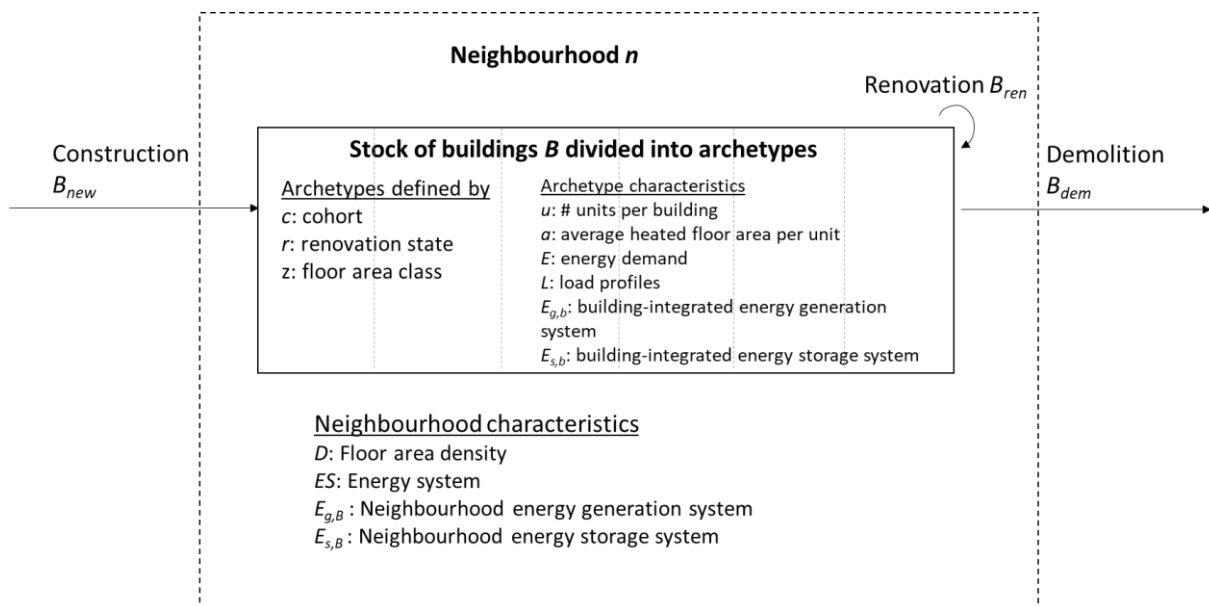 Neighbourhood n
Renovation B_ren
Construction
B_new
Demolition
B_dem
Stock of buildings B divided into archetypes
Archetypes defined by
c: cohort
r: renovation state
z: floor area class
Archetype characteristics
u: # units per building
a: average heated floor area per unit
E: energy demand
L: load profiles
E_g,b: building-integrated energy generation
system
E_s,b: building-integrated energy storage system
Neighbourhood characteristics
D: Floor area density
ES: Energy system
E_g,B : Neighbourhood energy generation system
E_s,B : Neighbourhood energy storage system